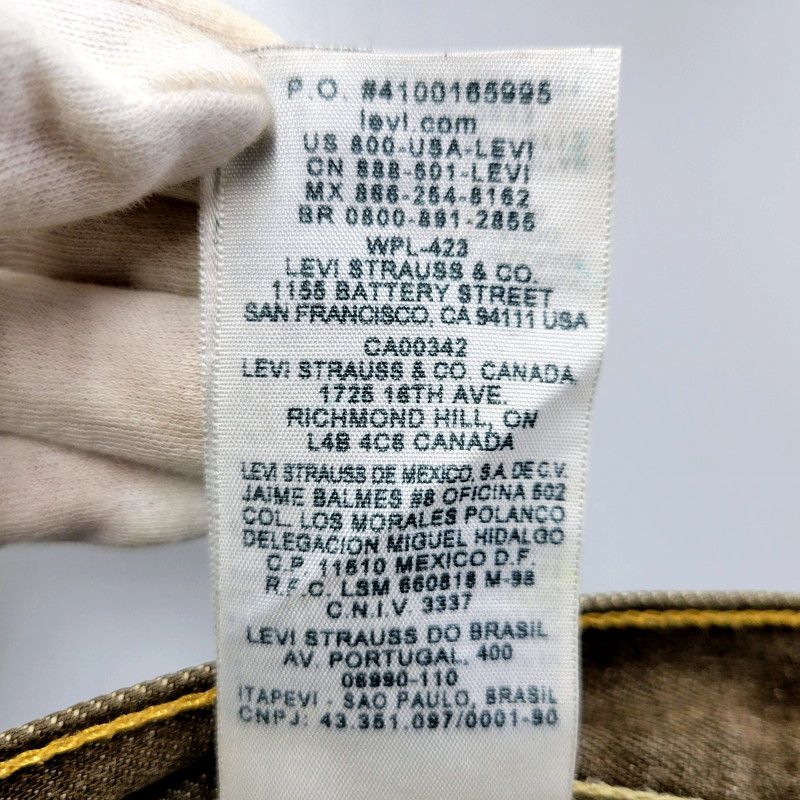 P.O. #4100165995
levi.com
US 800-USA-LEVI
CN 888-501-LEVI
MX 866-264-8162
BR 0800-891-2855
WPL-423
LEVI STRAUSS & CO.
1155 BATTERY STREET
SAN FRANCISCO, CA 94111 USA
CA00342
LEVI STRAUSS & CO. CANADA
1725 16TH AVE.
RICHMOND HILL, ON
L4B 4C6 CANADA
LEVI STRAUSS DE MEXICO, S.A. DE C.V.
JAIME BALMES #8 OFICINA 602
COL. LOS MORALES POLANCO
DELEGACION MIGUEL HIDALGO
C.P. 11510 MEXICO D.F.
R.F.C. LSM 660818 M-98
C.N.I.V. 3337
LEVI STRAUSS DO BRASIL
AV PORTUGAL, 400
06690-110
ITAPEVI - SAO PAULO, BRASIL
CNPJ: 43.351.097/0001-90